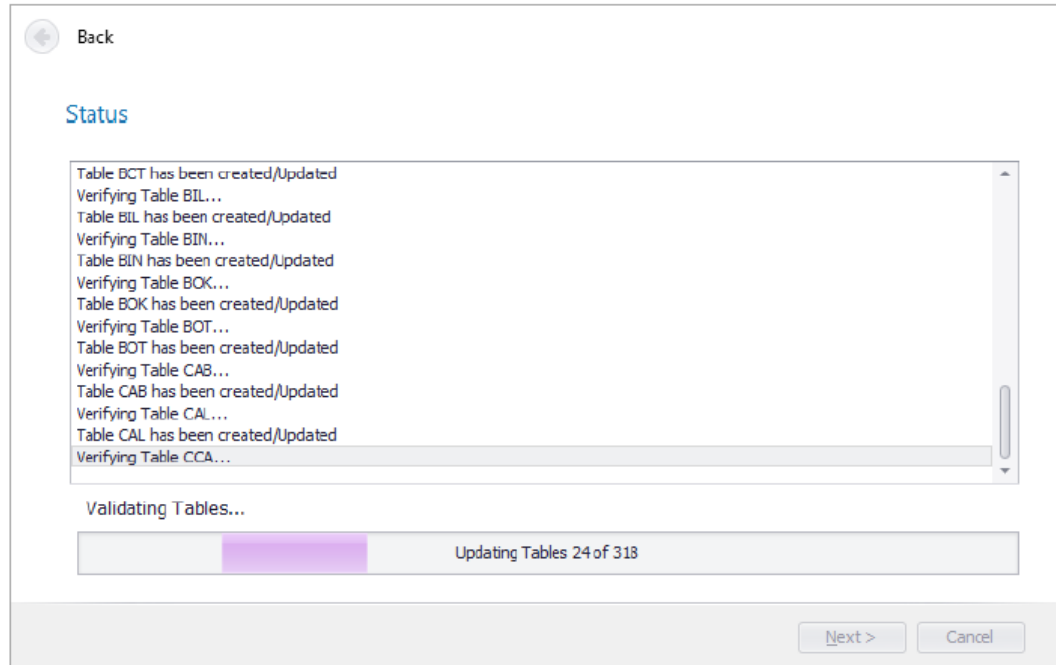 Back
Status
Table BCT has been created/Updated
Verifying Table BIL...
Table BIL has been created/Updated
Verifying Table BIN...
Table BIN has been created/Updated
Verifying Table BOK...
Table BOK has been created/Updated
Verifying Table BOT...
Table BOT has been created/Updated
Verifying Table CAB...
Table CAB has been created/Updated
Verifying Table CAL...
Table CAL has been created/Updated
Verifying Table CCA...
Validating Tables...
Updating Tables 24 of 318
Next >
Cancel